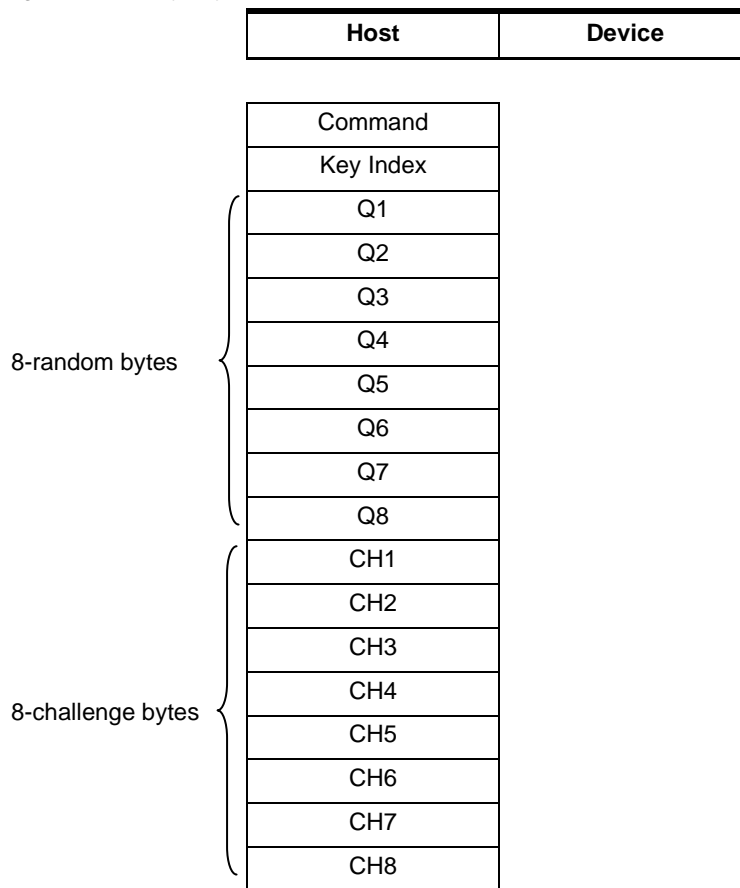 Host Device
Command
Key Index
Q1
Q2
Q3
Q4
8-random bytes
Q5
Q6
Q7
Q8
CH1
CH2
CH3
CH4
8-challenge bytes
CH5
CH6
CH7
CH8